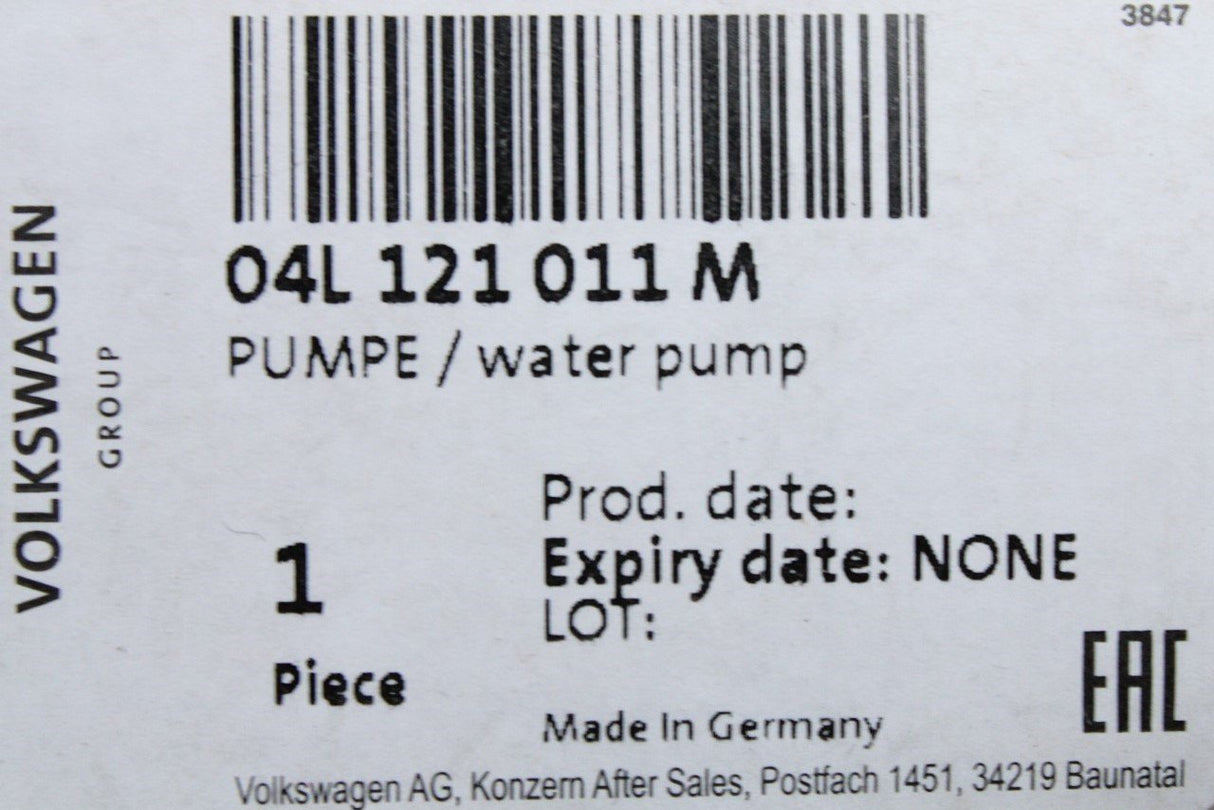 3847
VOLKSWAGEN
GROUP
04L 121 011 M
PUMPE / water pump
Prod. date:
Expiry date: NONE
LOT:
1
Piece
Made In Germany
EAC
Volkswagen AG, Konzern After Sales, Postfach 1451, 34219 Baunatal